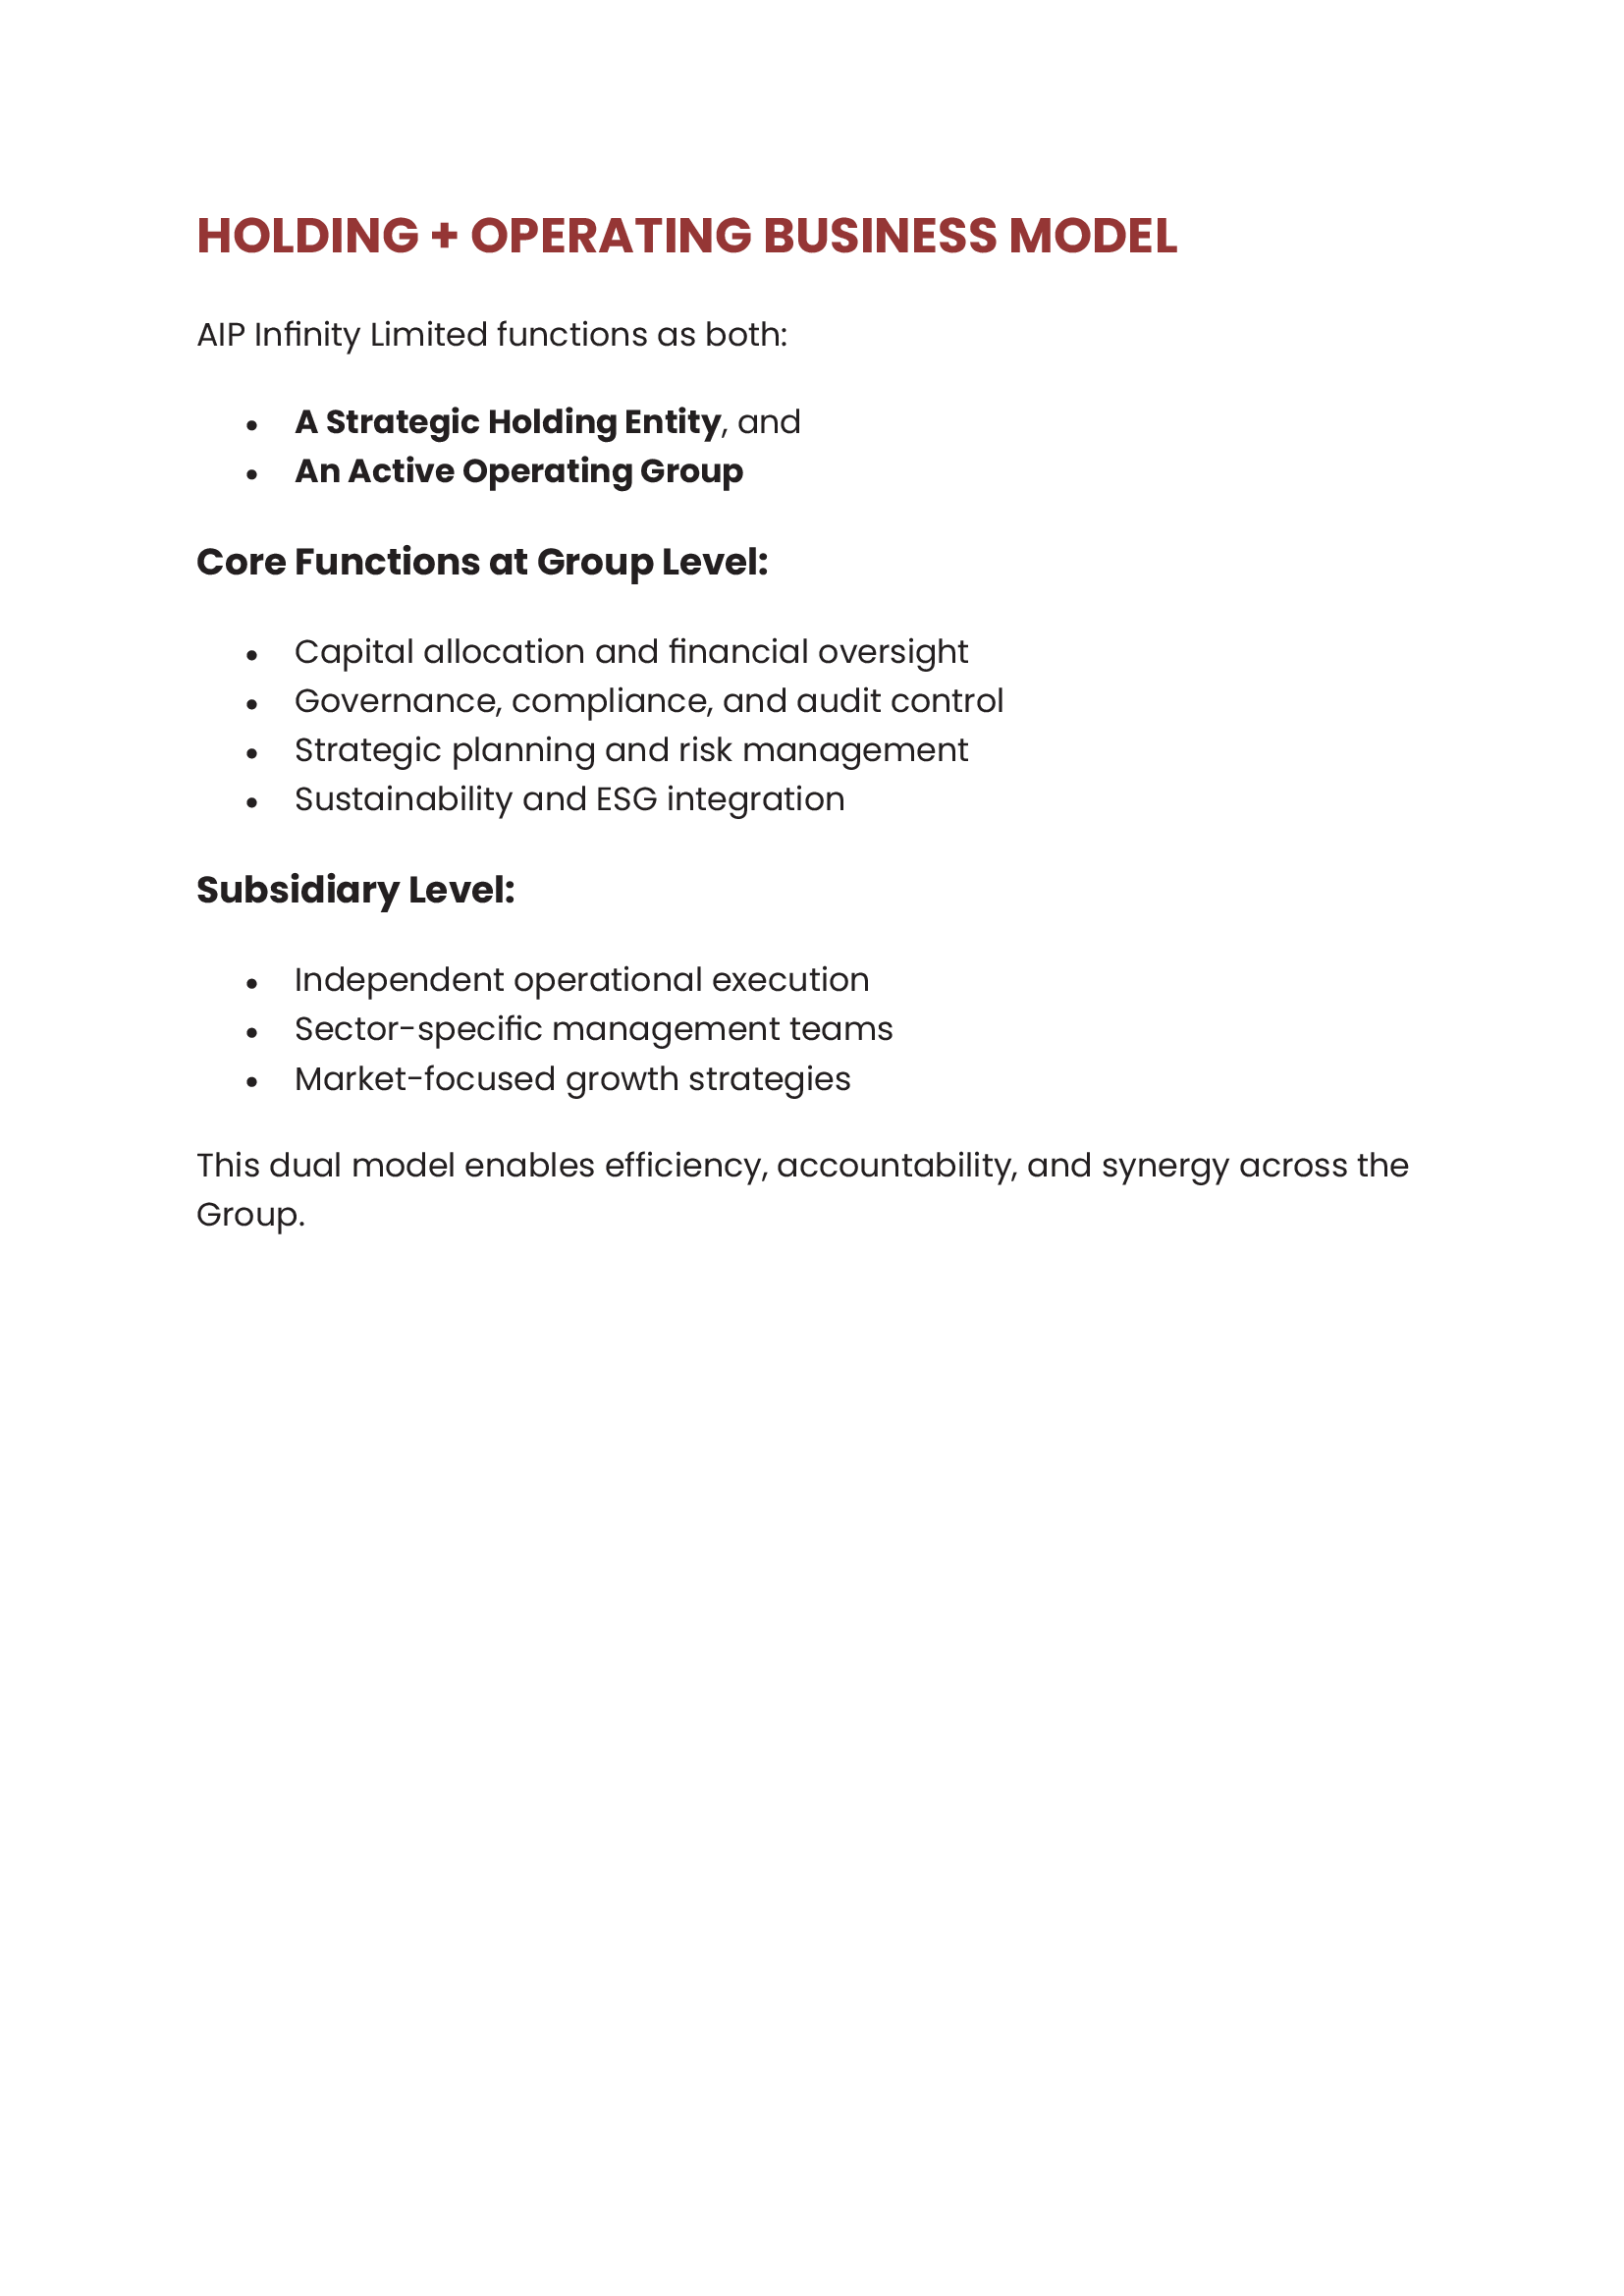 HOLDING + OPERATING BUSINESS MODEL
AIP Infinity Limited functions as both:
• A Strategic Holding Entity, and
• An Active Operating Group
Core Functions at Group Level:
• Capital allocation and financial oversight
• Governance, compliance, and audit control
• Strategic planning and risk management
• Sustainability and ESG integration
Subsidiary Level:
• Independent operational execution
• Sector-specific management teams
• Market-focused growth strategies
This dual model enables efficiency, accountability, and synergy across the
Group.